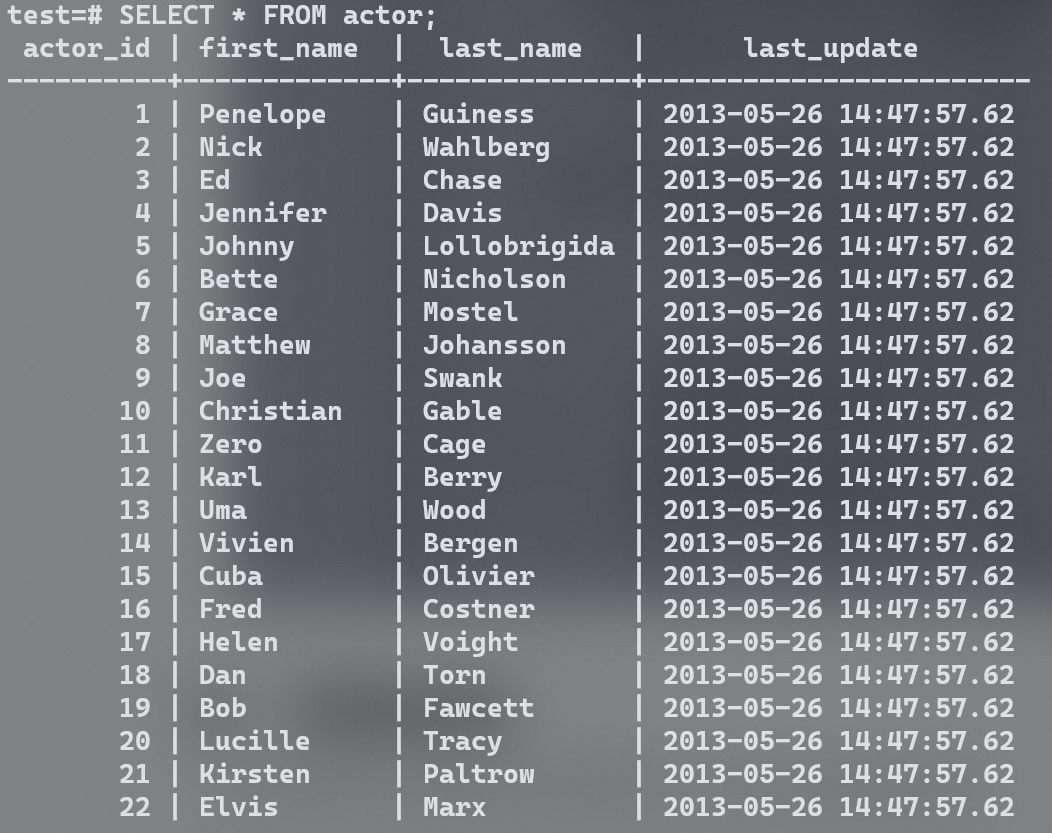 test=# SELECT * FROM actor;
 actor_id | first_name  |  last_name   |      last_update
----------+-------------+--------------+------------------------
        1 | Penelope    | Guiness      | 2013-05-26 14:47:57.62
        2 | Nick        | Wahlberg     | 2013-05-26 14:47:57.62
        3 | Ed          | Chase        | 2013-05-26 14:47:57.62
        4 | Jennifer    | Davis        | 2013-05-26 14:47:57.62
        5 | Johnny      | Lollobrigida | 2013-05-26 14:47:57.62
        6 | Bette       | Nicholson    | 2013-05-26 14:47:57.62
        7 | Grace       | Mostel       | 2013-05-26 14:47:57.62
        8 | Matthew     | Johansson    | 2013-05-26 14:47:57.62
        9 | Joe         | Swank        | 2013-05-26 14:47:57.62
       10 | Christian   | Gable        | 2013-05-26 14:47:57.62
       11 | Zero        | Cage         | 2013-05-26 14:47:57.62
       12 | Karl        | Berry        | 2013-05-26 14:47:57.62
       13 | Uma         | Wood         | 2013-05-26 14:47:57.62
       14 | Vivien      | Bergen       | 2013-05-26 14:47:57.62
       15 | Cuba        | Olivier      | 2013-05-26 14:47:57.62
       16 | Fred        | Costner      | 2013-05-26 14:47:57.62
       17 | Helen       | Voight       | 2013-05-26 14:47:57.62
       18 | Dan         | Torn         | 2013-05-26 14:47:57.62
       19 | Bob         | Fawcett      | 2013-05-26 14:47:57.62
       20 | Lucille     | Tracy        | 2013-05-26 14:47:57.62
       21 | Kirsten     | Paltrow      | 2013-05-26 14:47:57.62
       22 | Elvis       | Marx         | 2013-05-26 14:47:57.62